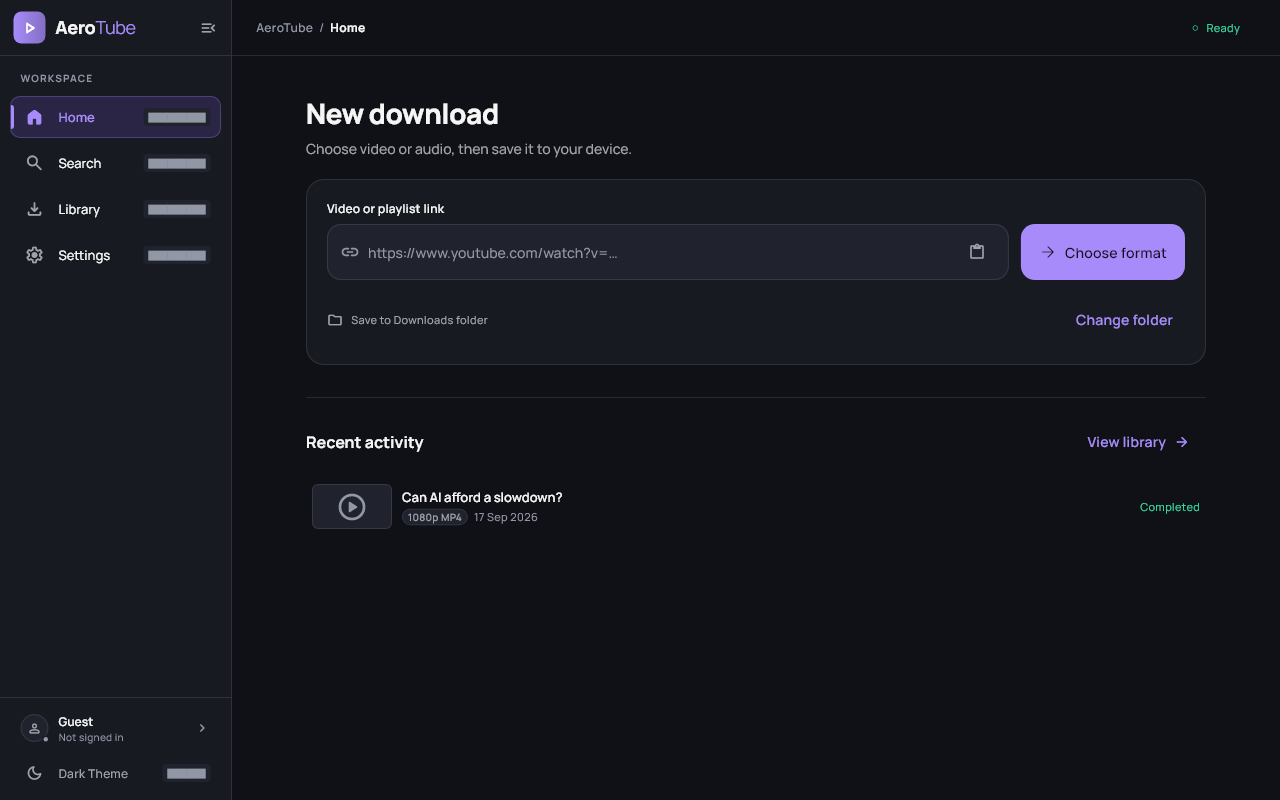 AeroTube
AeroTube / Home
Ready
WORKSPACE
Home
Search
Library
Settings
New download
Choose video or audio, then save it to your device.
Video or playlist link
https://www.youtube.com/watch?v=...
Choose format
Save to Downloads folder
Change folder
Recent activity
View library
Can AI afford a slowdown?
1080p MP4 17 Sep 2026
Completed
Guest
Not signed in
Dark Theme